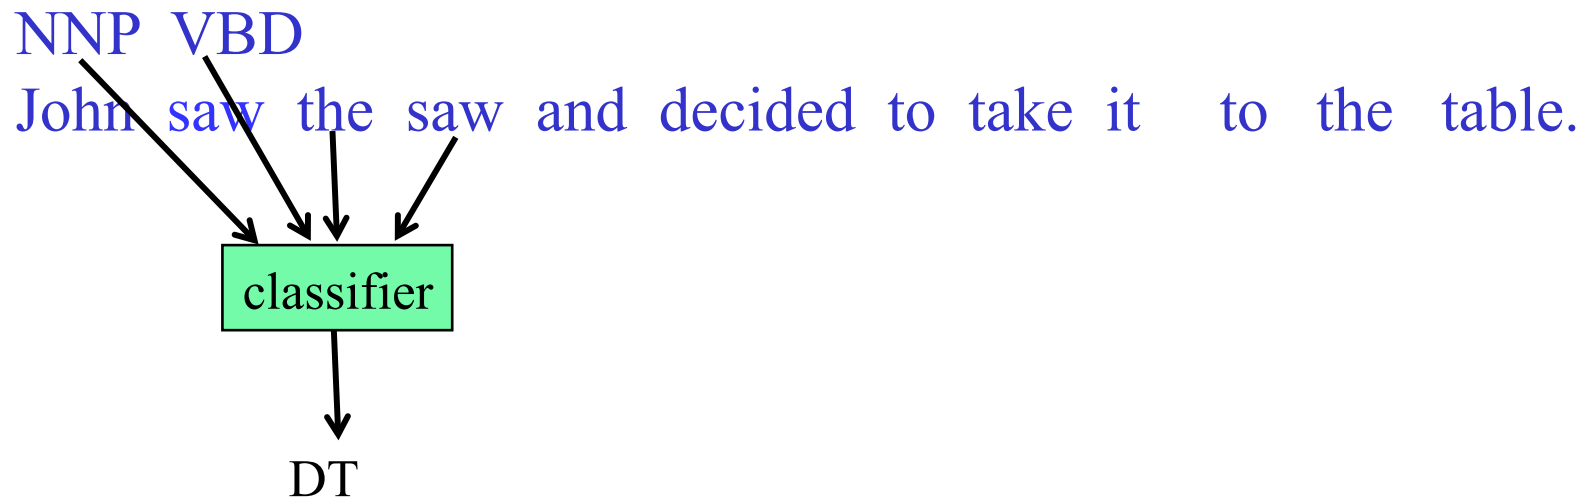 NNP VBD
John saw the saw and decided to take it to the table.
classifier
DT